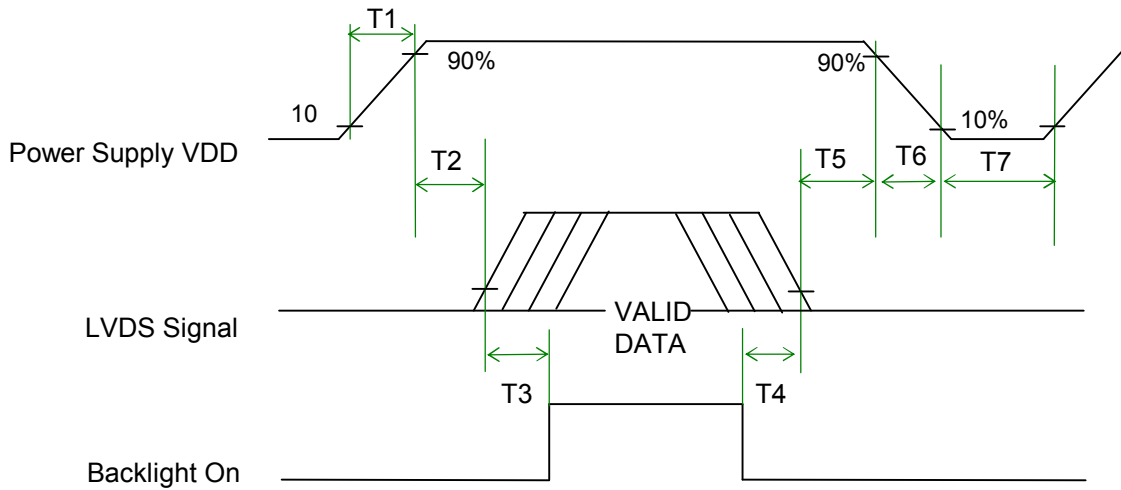 T1
90%
90%
10
10%
Power Supply VDD
T2
T5
T6
T7
VALID
DATA
LVDS Signal
T3
T4
Backlight On